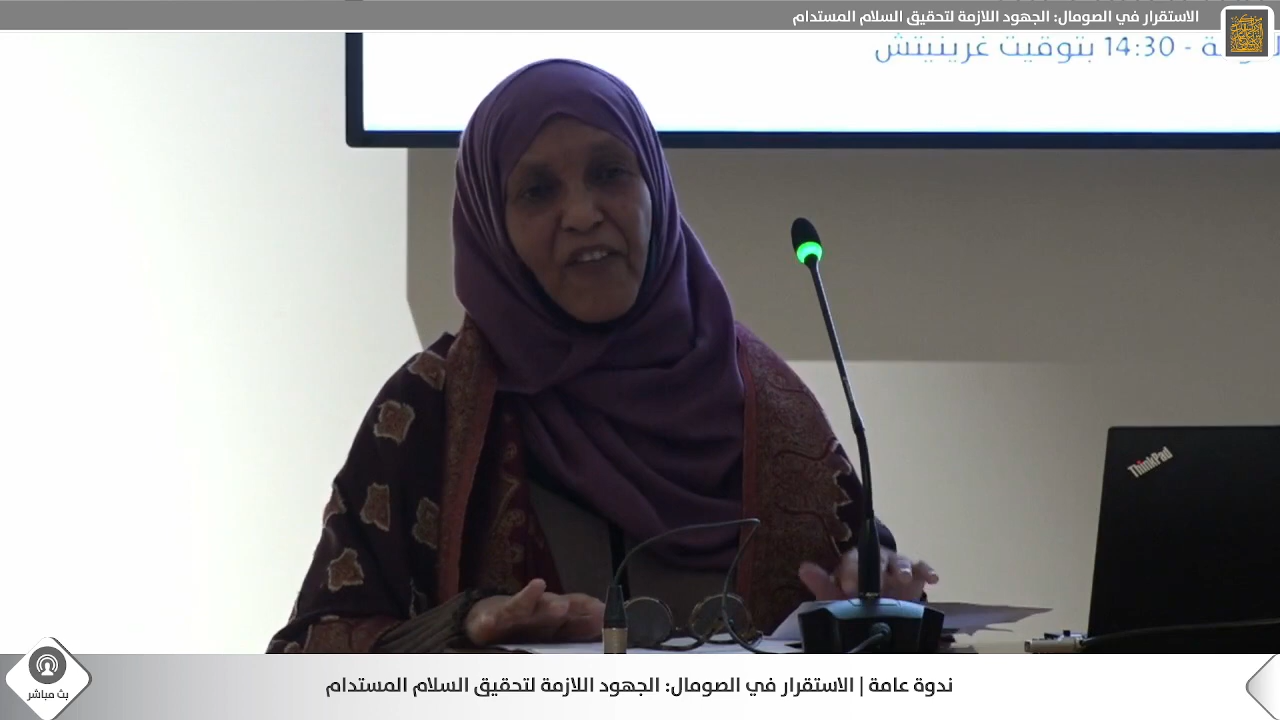 الاستقرار في الصومال: الجهود اللازمة لتحقيق السلام المستدام
14:30 بتوقيت غرينيتش
ThinkPad
ندوة عامة | الاستقرار في الصومال: الجهود اللازمة لتحقيق السلام المستدام
بث مباشر